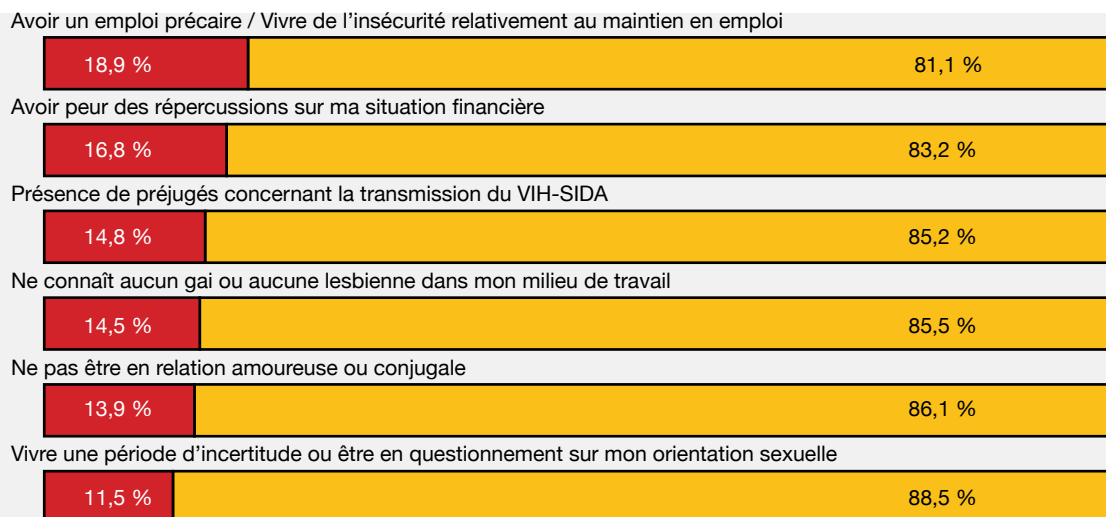 Avoir un emploi précaire / Vivre de l’insécurité relativement au maintien en emploi
18,9 % 81,1 %
Avoir peur des répercussions sur ma situation financière
16,8 % 83,2 %
Présence de préjugés concernant la transmission du VIH-SIDA
14,8 % 85,2 %
Ne connaît aucun gai ou aucune lesbienne dans mon milieu de travail
14,5 % 85,5 %
Ne pas être en relation amoureuse ou conjugale
13,9 % 86,1 %
Vivre une période d’incertitude ou être en questionnement sur mon orientation sexuelle
11,5 % 88,5 %